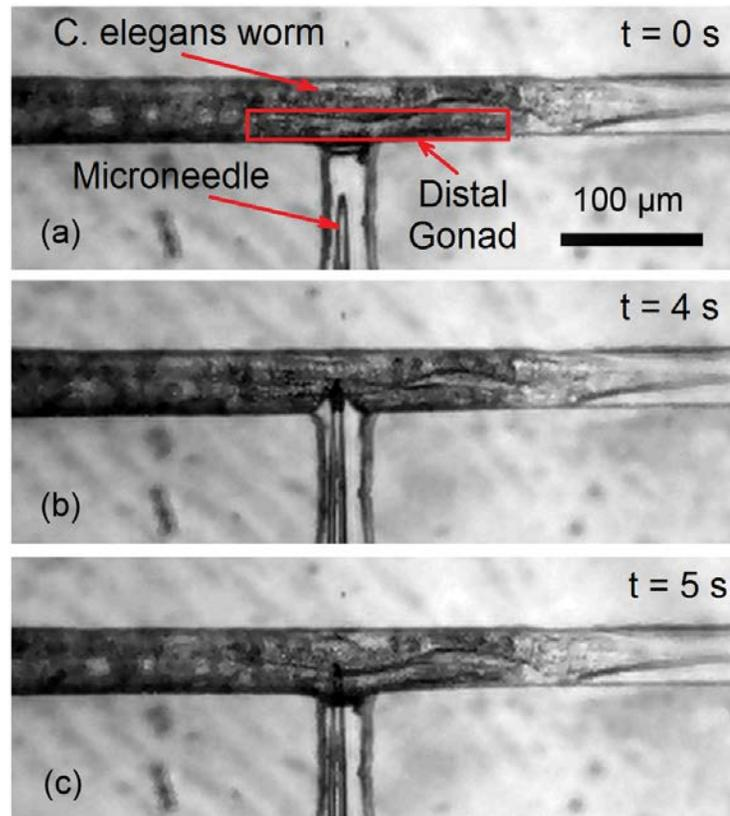 C. elegans worm
t = 0 s
Microneedle
Distal
Gonad
100 µm
(a)
t = 4 s
(b)
t = 5 s
(c)